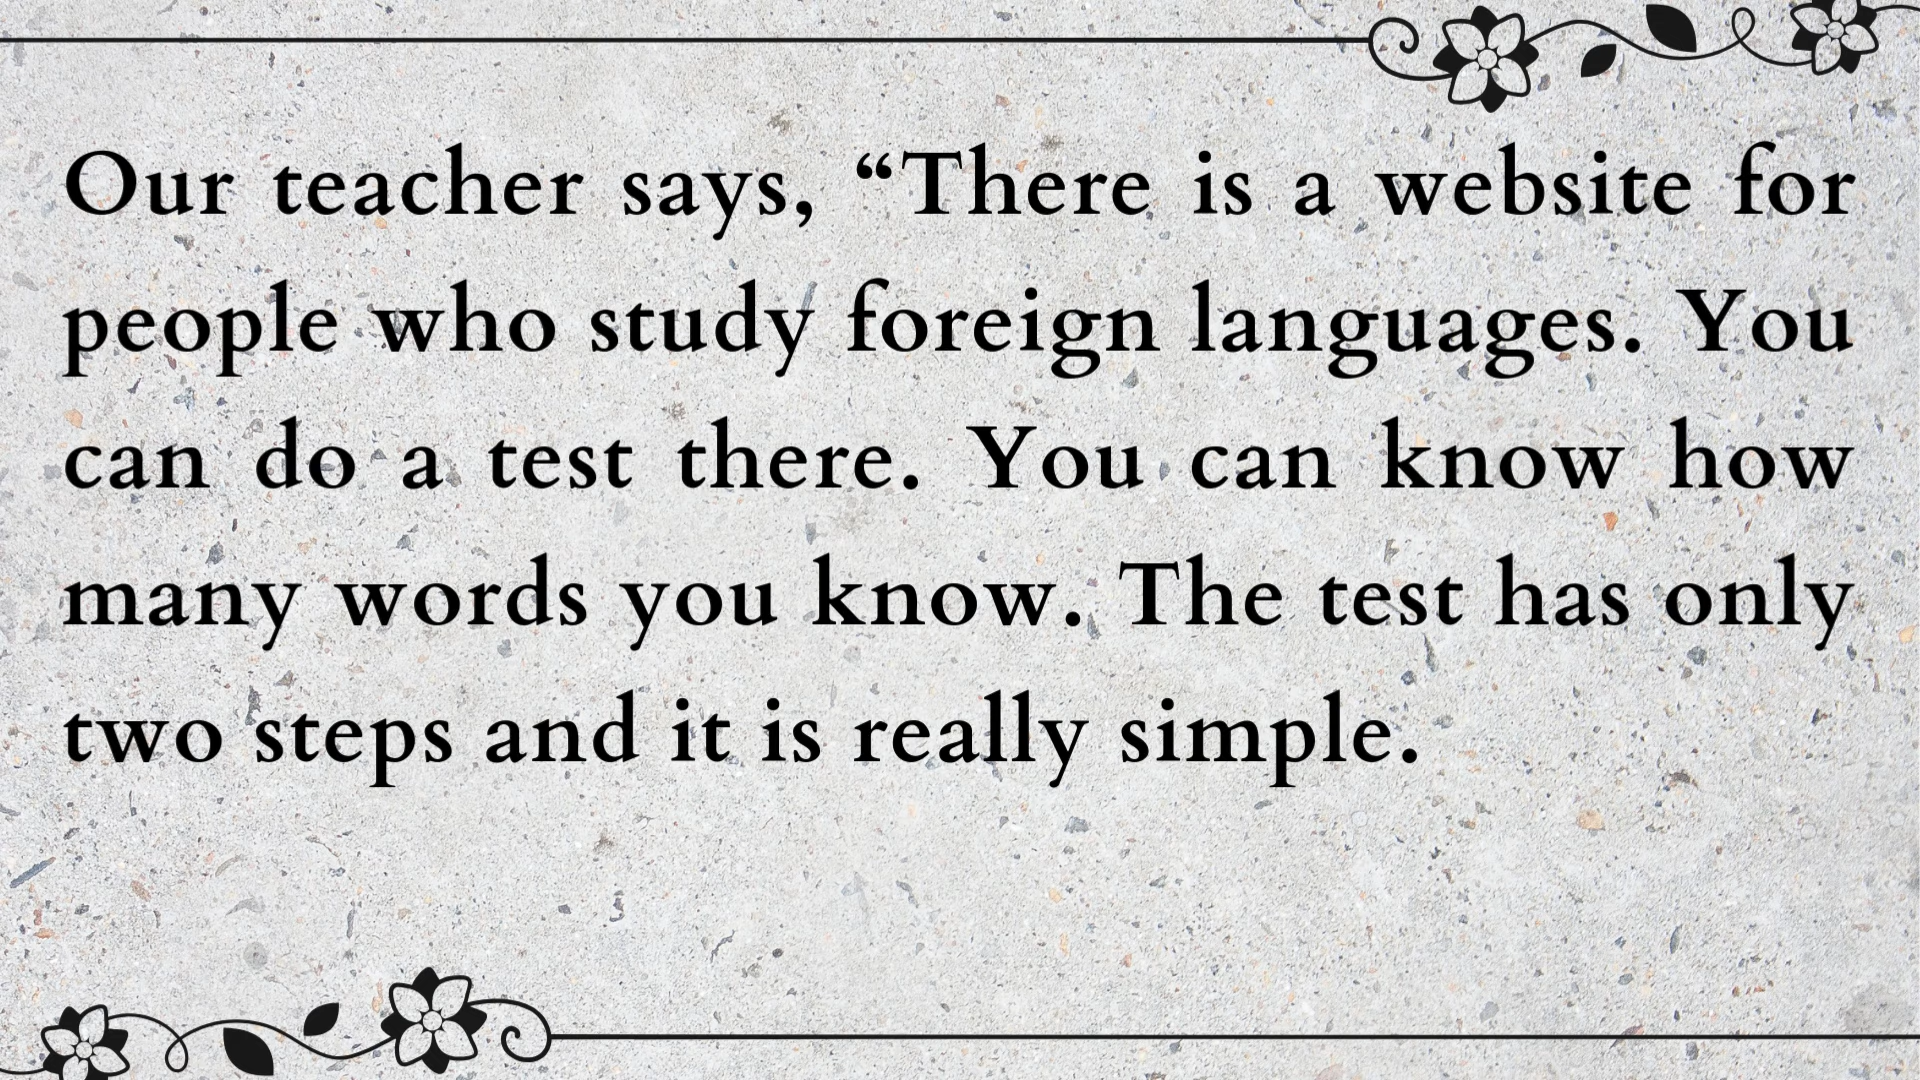 Our teacher says, “There is a website for
people who study foreign languages. You
can do a test there. You can know how
many words you know. The test has only
two steps and it is really simple.